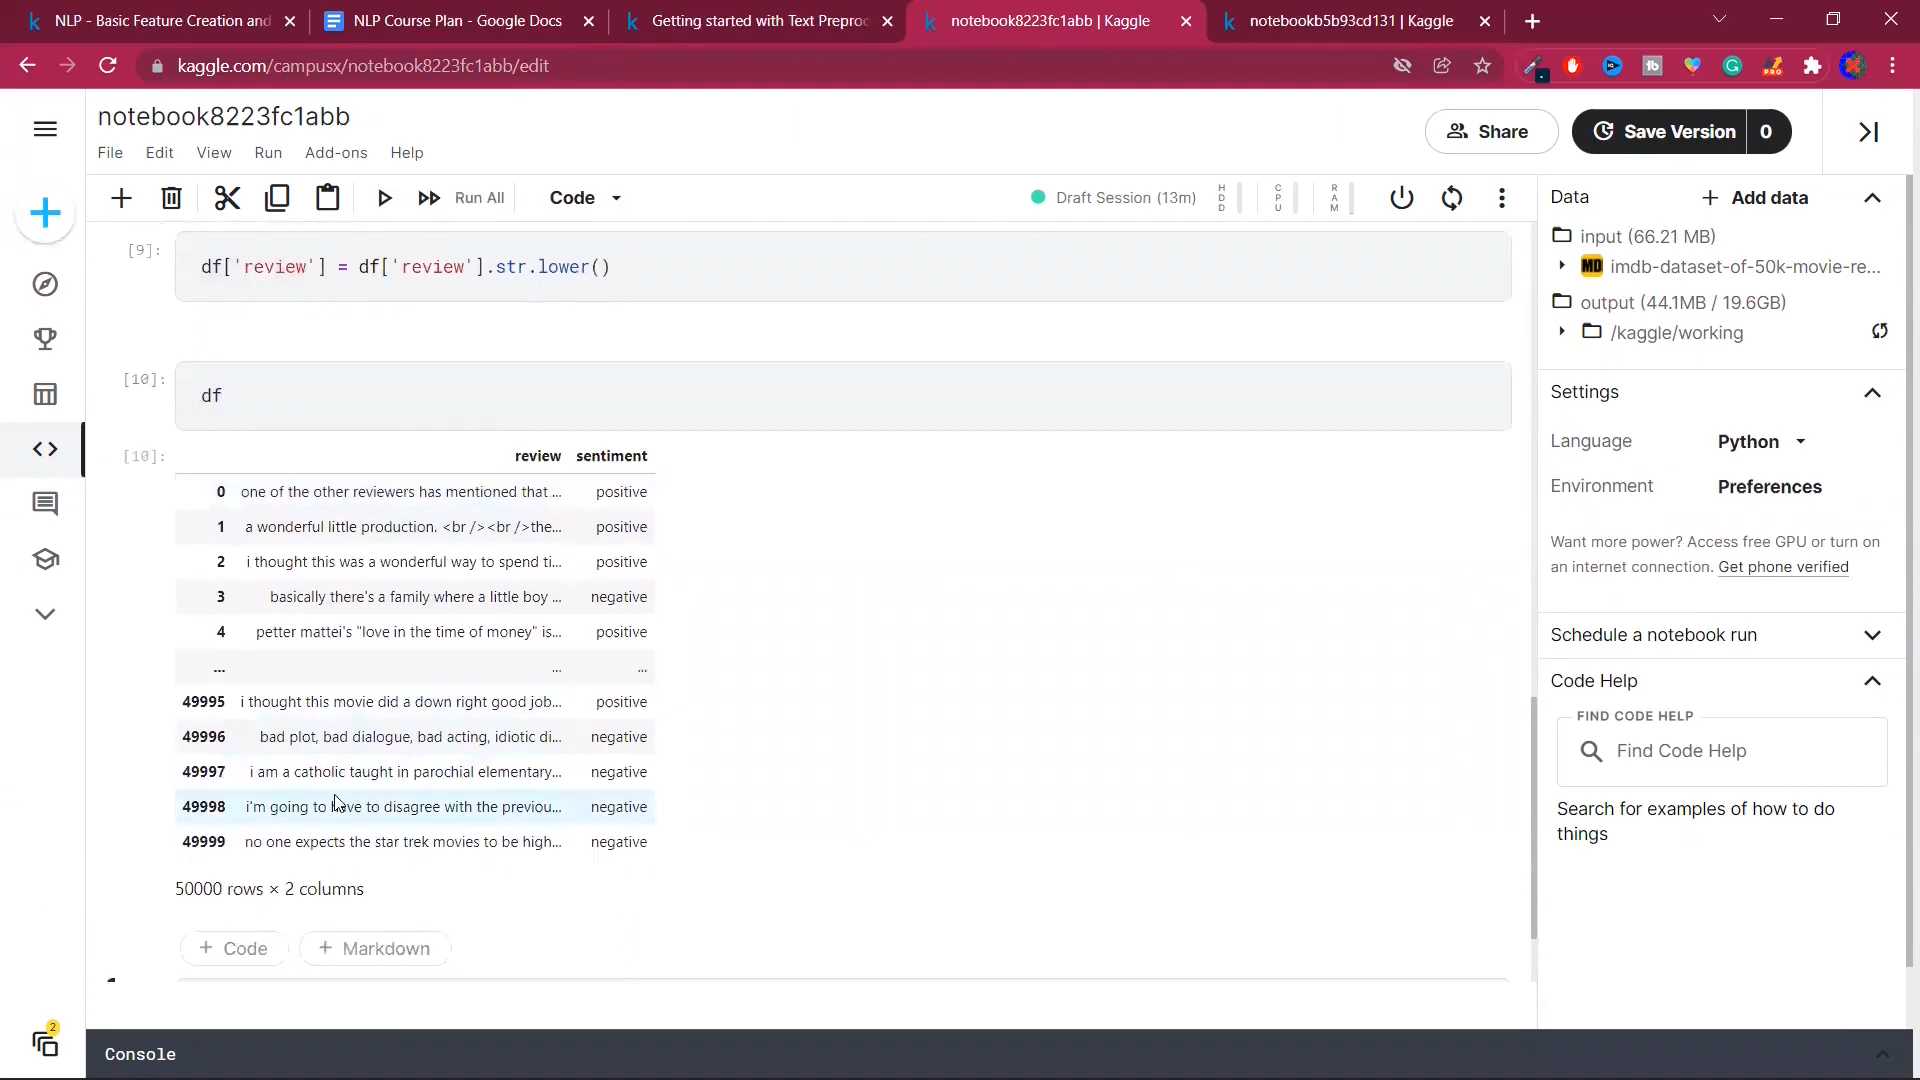 NLP - Basic Feature Creation and
NLP Course Plan - Google Docs
Getting started with Text Preproc
notebook8223fc1abb | Kaggle
notebookb5b93cd131 | Kaggle
kaggle.com/campusx/notebook8223fc1abb/edit
notebook8223fc1abb
File Edit View Run Add-ons Help
Share
Save Version 0
Run All
Code
Draft Session (13m)
HDD
CPU
RAM
[9]:
df['review'] = df['review'].str.lower()
[10]:
df
[10]:
review sentiment
0 one of the other reviewers has mentioned that ... positive
1 a wonderful little production. <br /><br />the... positive
2 i thought this was a wonderful way to spend ti... positive
3 basically there's a family where a little boy ... negative
4 petter mattei's "love in the time of money" is... positive
... ... ...
49995 i thought this movie did a down right good job... positive
49996 bad plot, bad dialogue, bad acting, idiotic di... negative
49997 i am a catholic taught in parochial elementary... negative
49998 i'm going to have to disagree with the previou... negative
49999 no one expects the star trek movies to be high... negative
50000 rows × 2 columns
+ Code
+ Markdown
Data
+ Add data
input (66.21 MB)
MD imdb-dataset-of-50k-movie-re...
output (44.1MB / 19.6GB)
/kaggle/working
Settings
Language Python
Environment Preferences
Want more power? Access free GPU or turn on
an internet connection. Get phone verified
Schedule a notebook run
Code Help
FIND CODE HELP
Find Code Help
Search for examples of how to do
things
2
Console